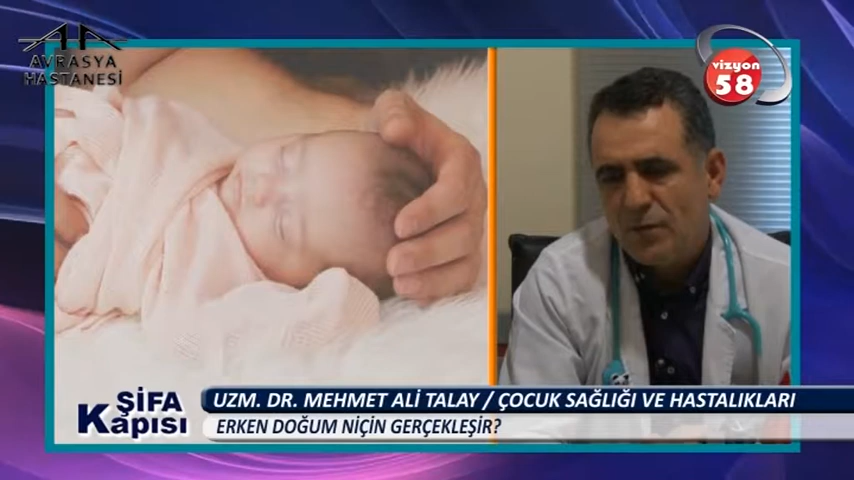 AVRASYA
HASTANESİ
vizyon
58
ŞİFA
Kapısı
UZM. DR. MEHMET ALİ TALAY / ÇOCUK SAĞLIĞI VE HASTALIKLARI
ERKEN DOĞUM NİÇİN GERÇEKLEŞİR?